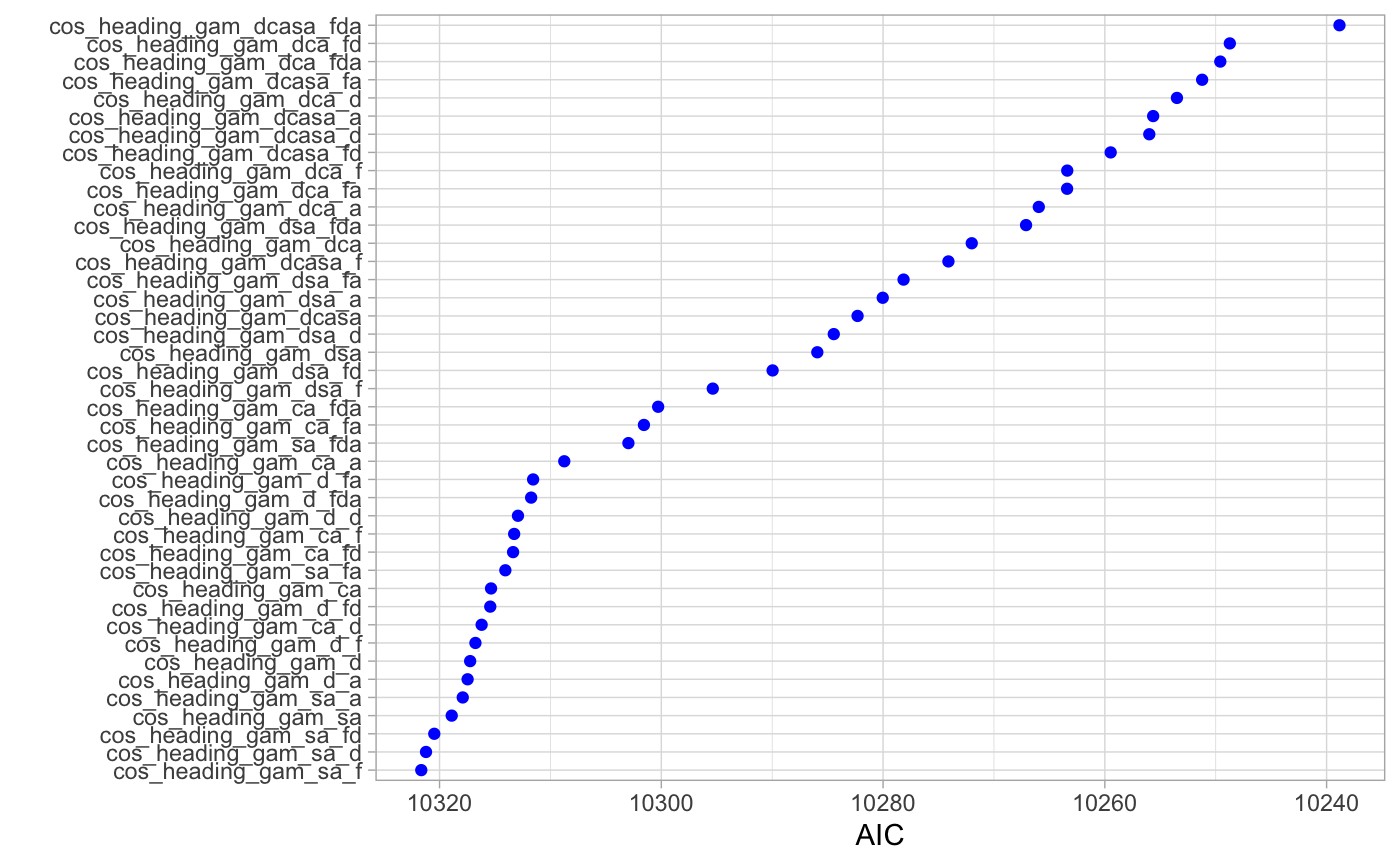 cos_heading_gam_dcasa_fda
cos_heading_gam_dca_fd
cos_heading_gam_dca_fda
cos_heading_gam_dcasa_fa
cos_heading_gam_dca_d
cos_heading_gam_dcasa_a
cos_heading_gam_dcasa_d
cos_heading_gam_dcasa_fd
cos_heading_gam_dca_f
cos_heading_gam_dca_fa
cos_heading_gam_dca_a
cos_heading_gam_dsa_fda
cos_heading_gam_dca
cos_heading_gam_dcasa_f
cos_heading_gam_dsa_fa
cos_heading_gam_dsa_a
cos_heading_gam_dcasa
cos_heading_gam_dsa_d
cos_heading_gam_dsa
cos_heading_gam_dsa_fd
cos_heading_gam_dsa_f
cos_heading_gam_ca_fda
cos_heading_gam_ca_fa
cos_heading_gam_sa_fda
cos_heading_gam_ca_a
cos_heading_gam_d_fa
cos_heading_gam_d_fda
cos_heading_gam_d_d
cos_heading_gam_ca_f
cos_heading_gam_ca_fd
cos_heading_gam_sa_fa
cos_heading_gam_ca
cos_heading_gam_d_fd
cos_heading_gam_ca_d
cos_heading_gam_d_f
cos_heading_gam_d
cos_heading_gam_d_a
cos_heading_gam_sa_a
cos_heading_gam_sa
cos_heading_gam_sa_fd
cos_heading_gam_sa_d
cos_heading_gam_sa_f
10320 10300 10280 10260 10240
AIC